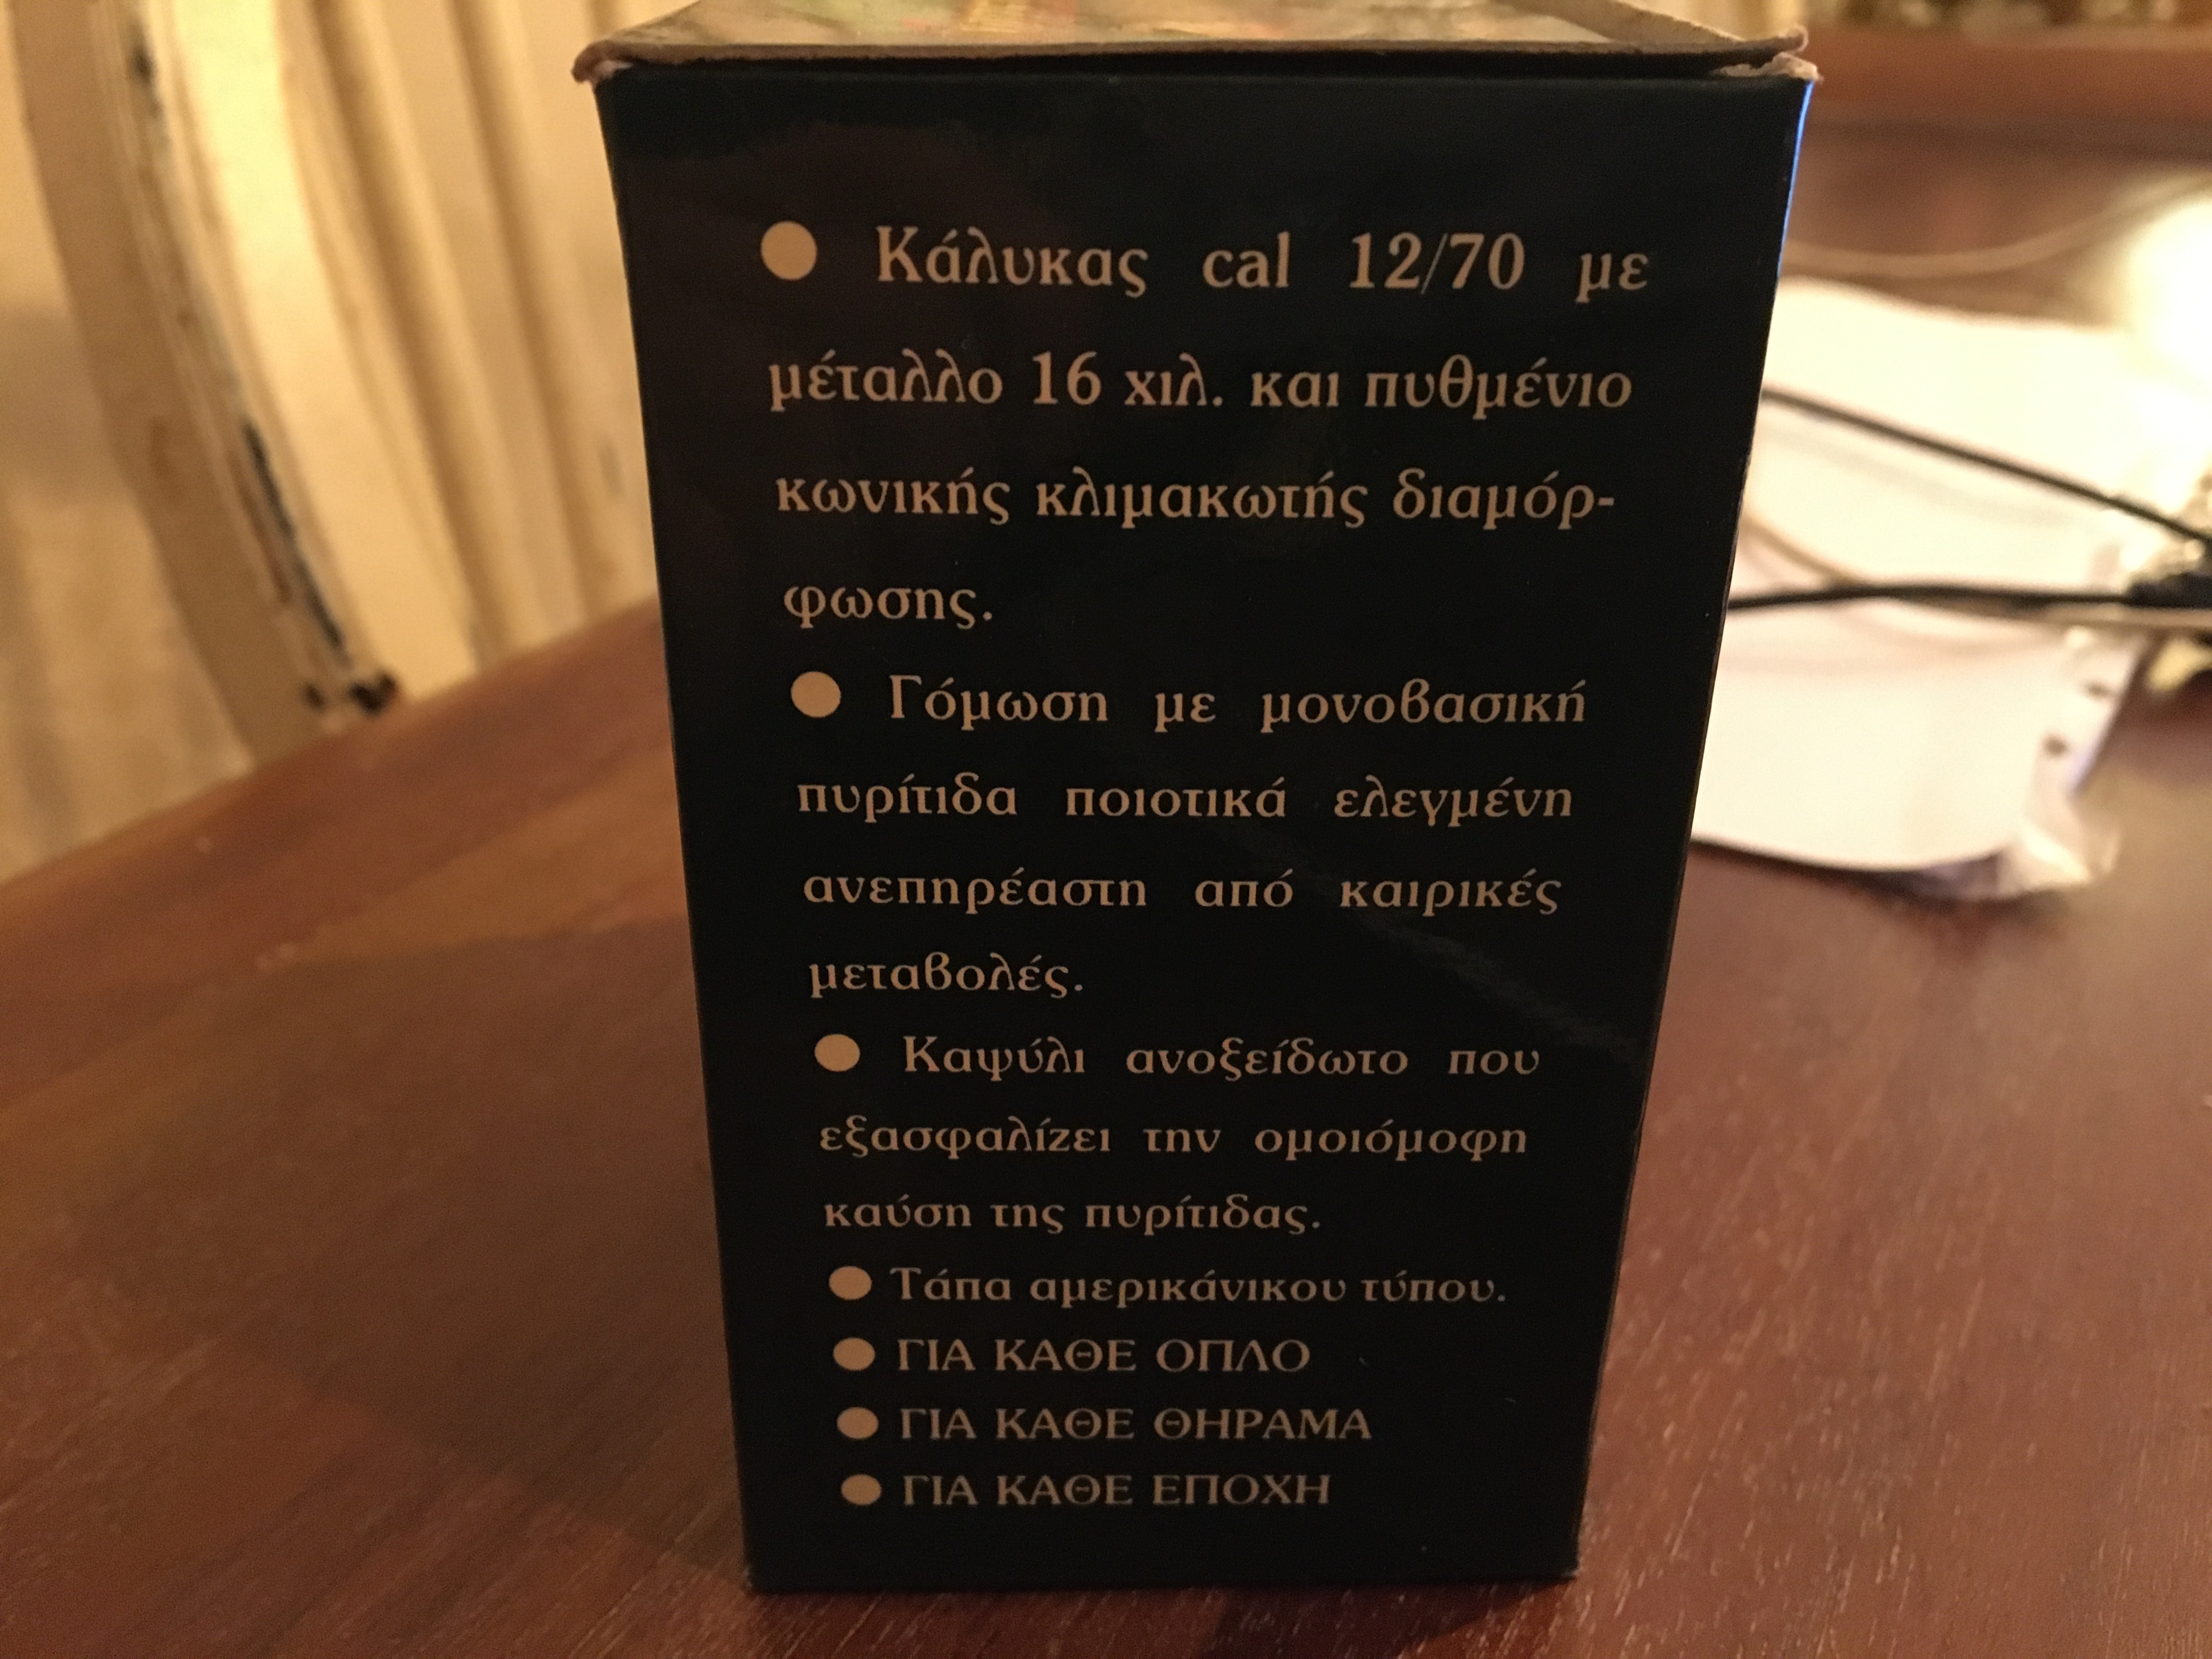 ● Κάλυκας cal 12/70 με
μέταλλο 16 χιλ. και πυθμένιο
κωνικής κλιμακωτής διαμόρ-
φωσης.
● Γόμωση με μονοβασική
πυρίτιδα ποιοτικά ελεγμένη
ανεπηρέαστη από καιρικές
μεταβολές.
● Καψύλι ανοξείδωτο που
εξασφαλίζει την ομοιόμοφη
καύση της πυρίτιδας.
● Τάπα αμερικάνικου τύπου.
● ΓΙΑ ΚΑΘΕ ΟΠΛΟ
● ΓΙΑ ΚΑΘΕ ΘΗΡΑΜΑ
● ΓΙΑ ΚΑΘΕ ΕΠΟΧΗ